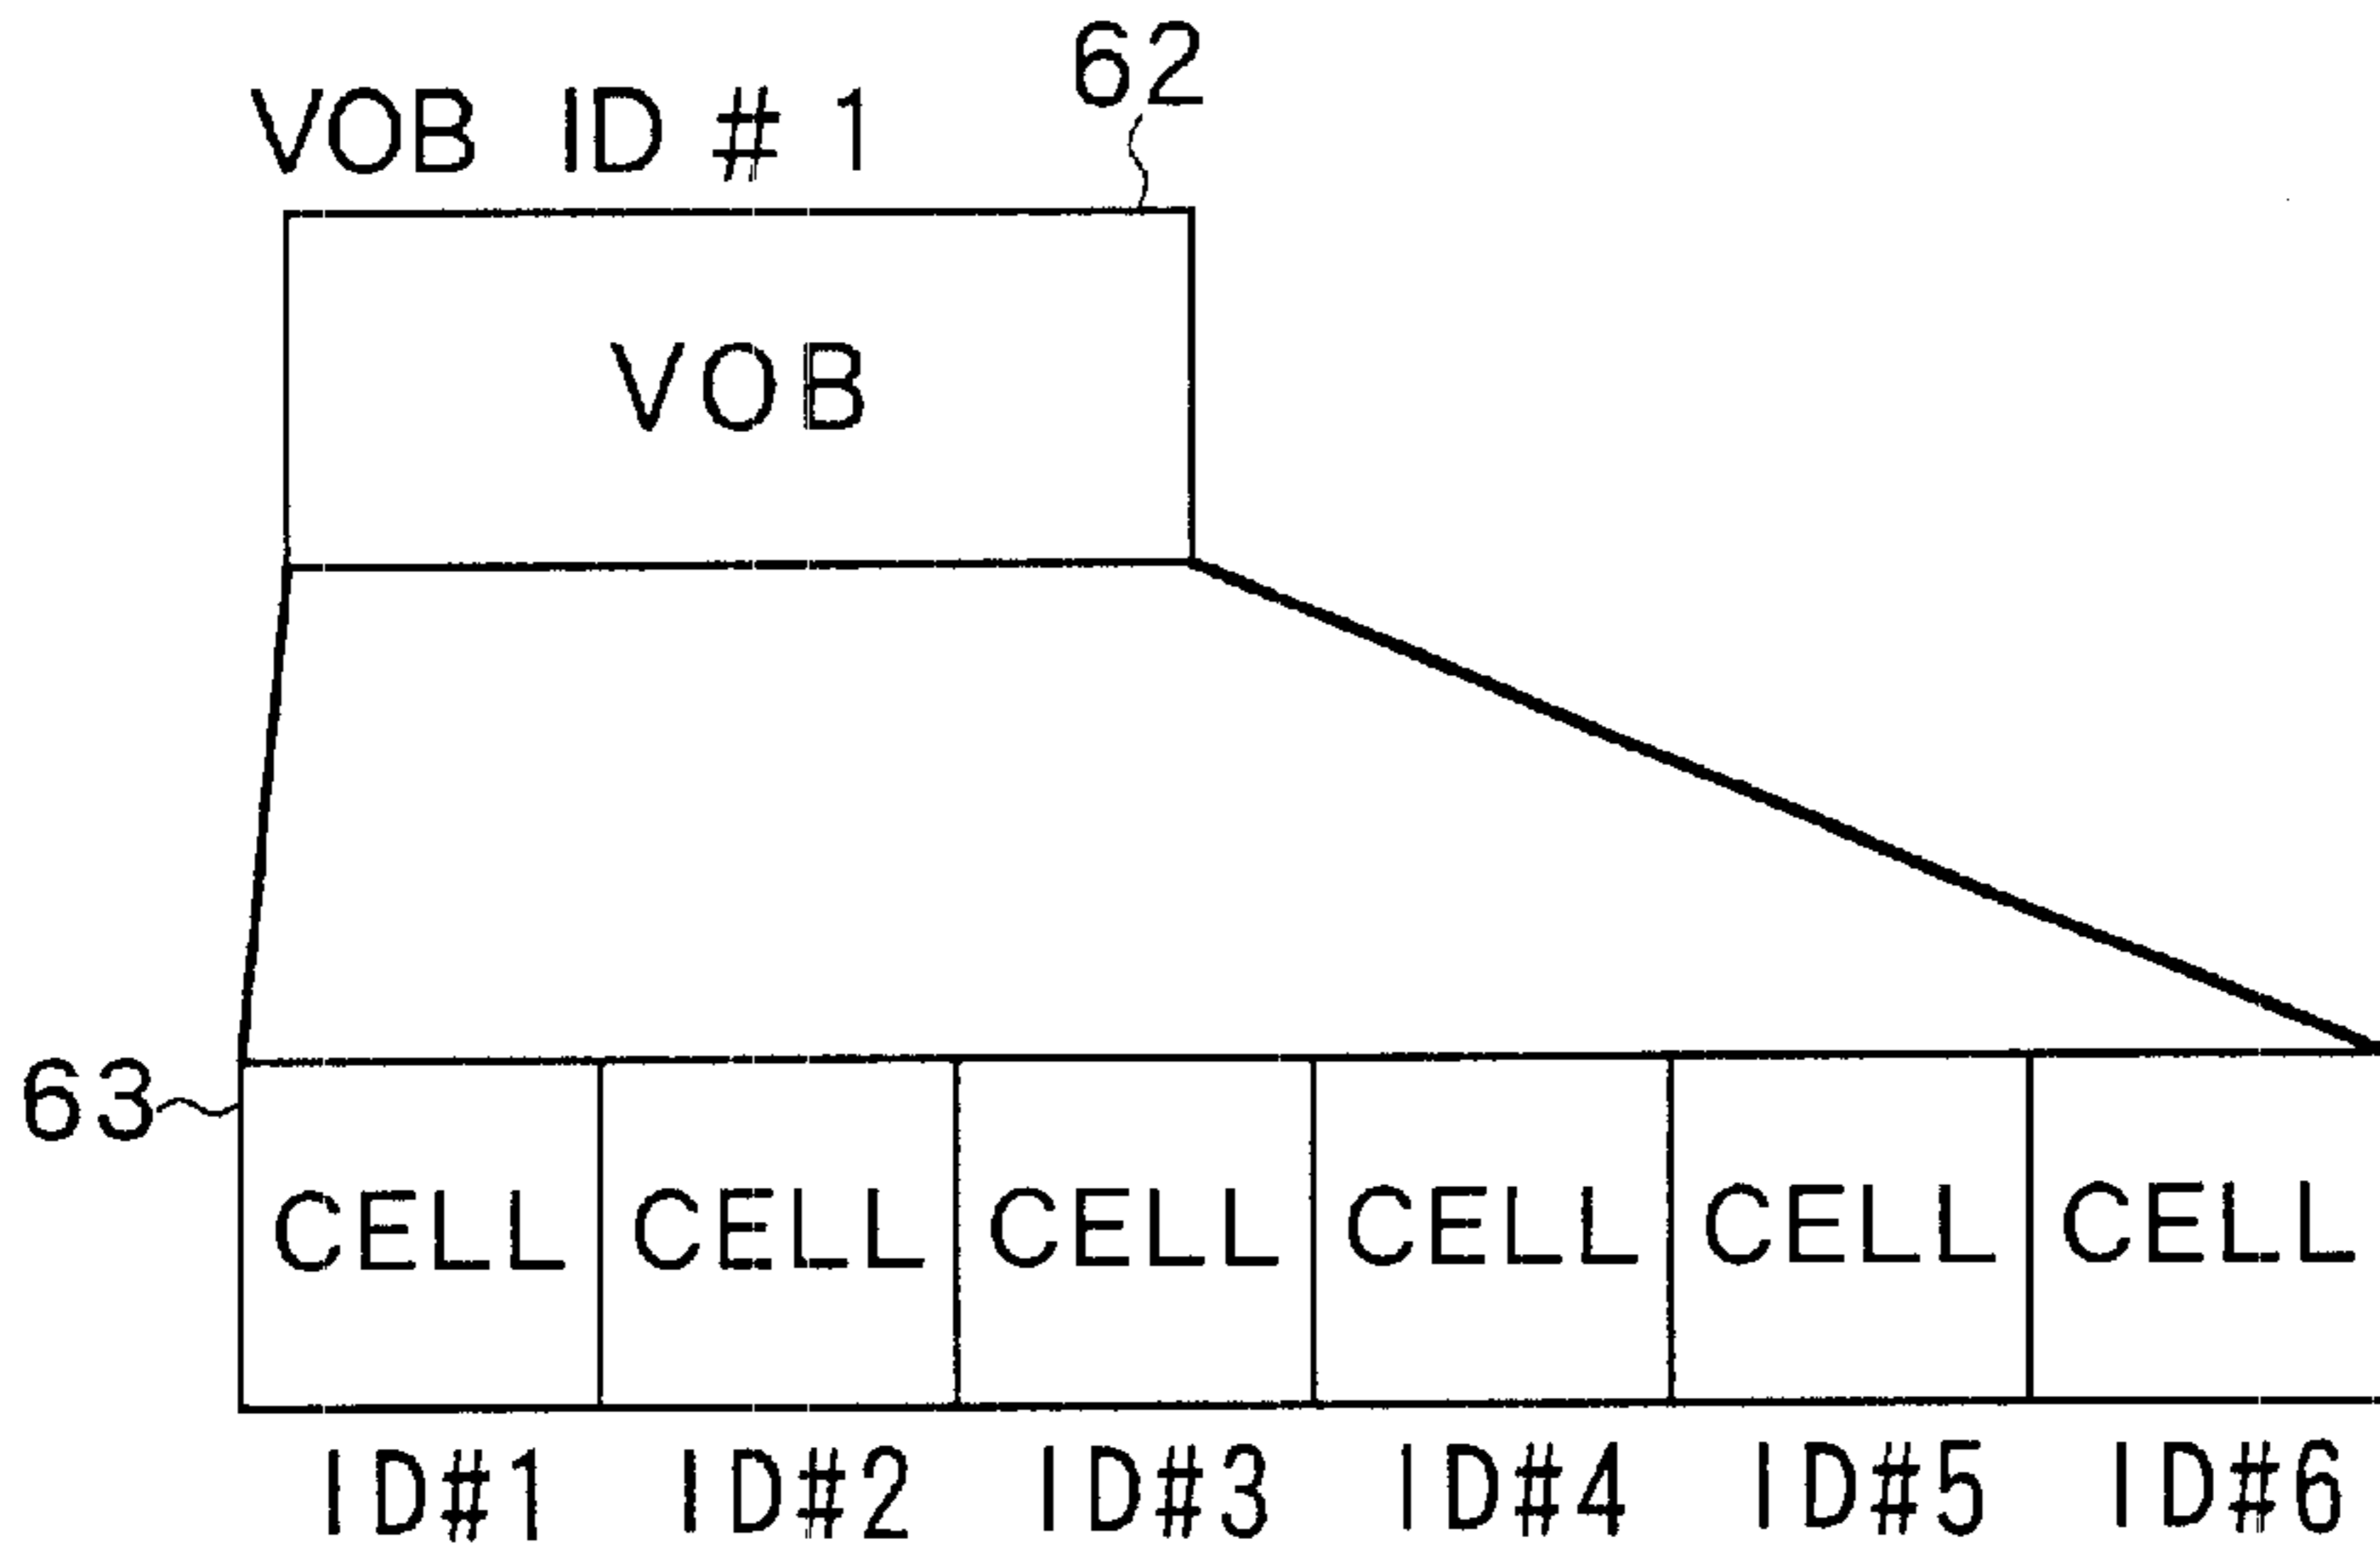 62
VOB ID # 1
VOB
63
CELL CELL CELL CELL CELL CELL
ID#1 ID#2 ID#3 ID#4 ID#5 ID#6